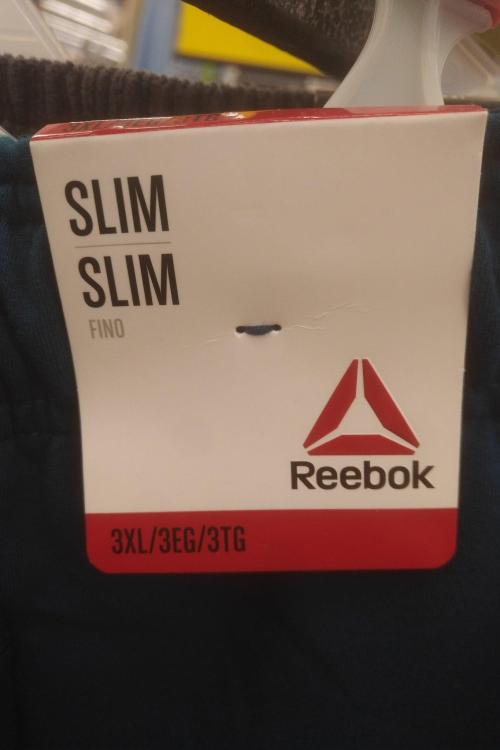 SLIM
SLIM
FINO
Reebok
3XL/3EG/3TG